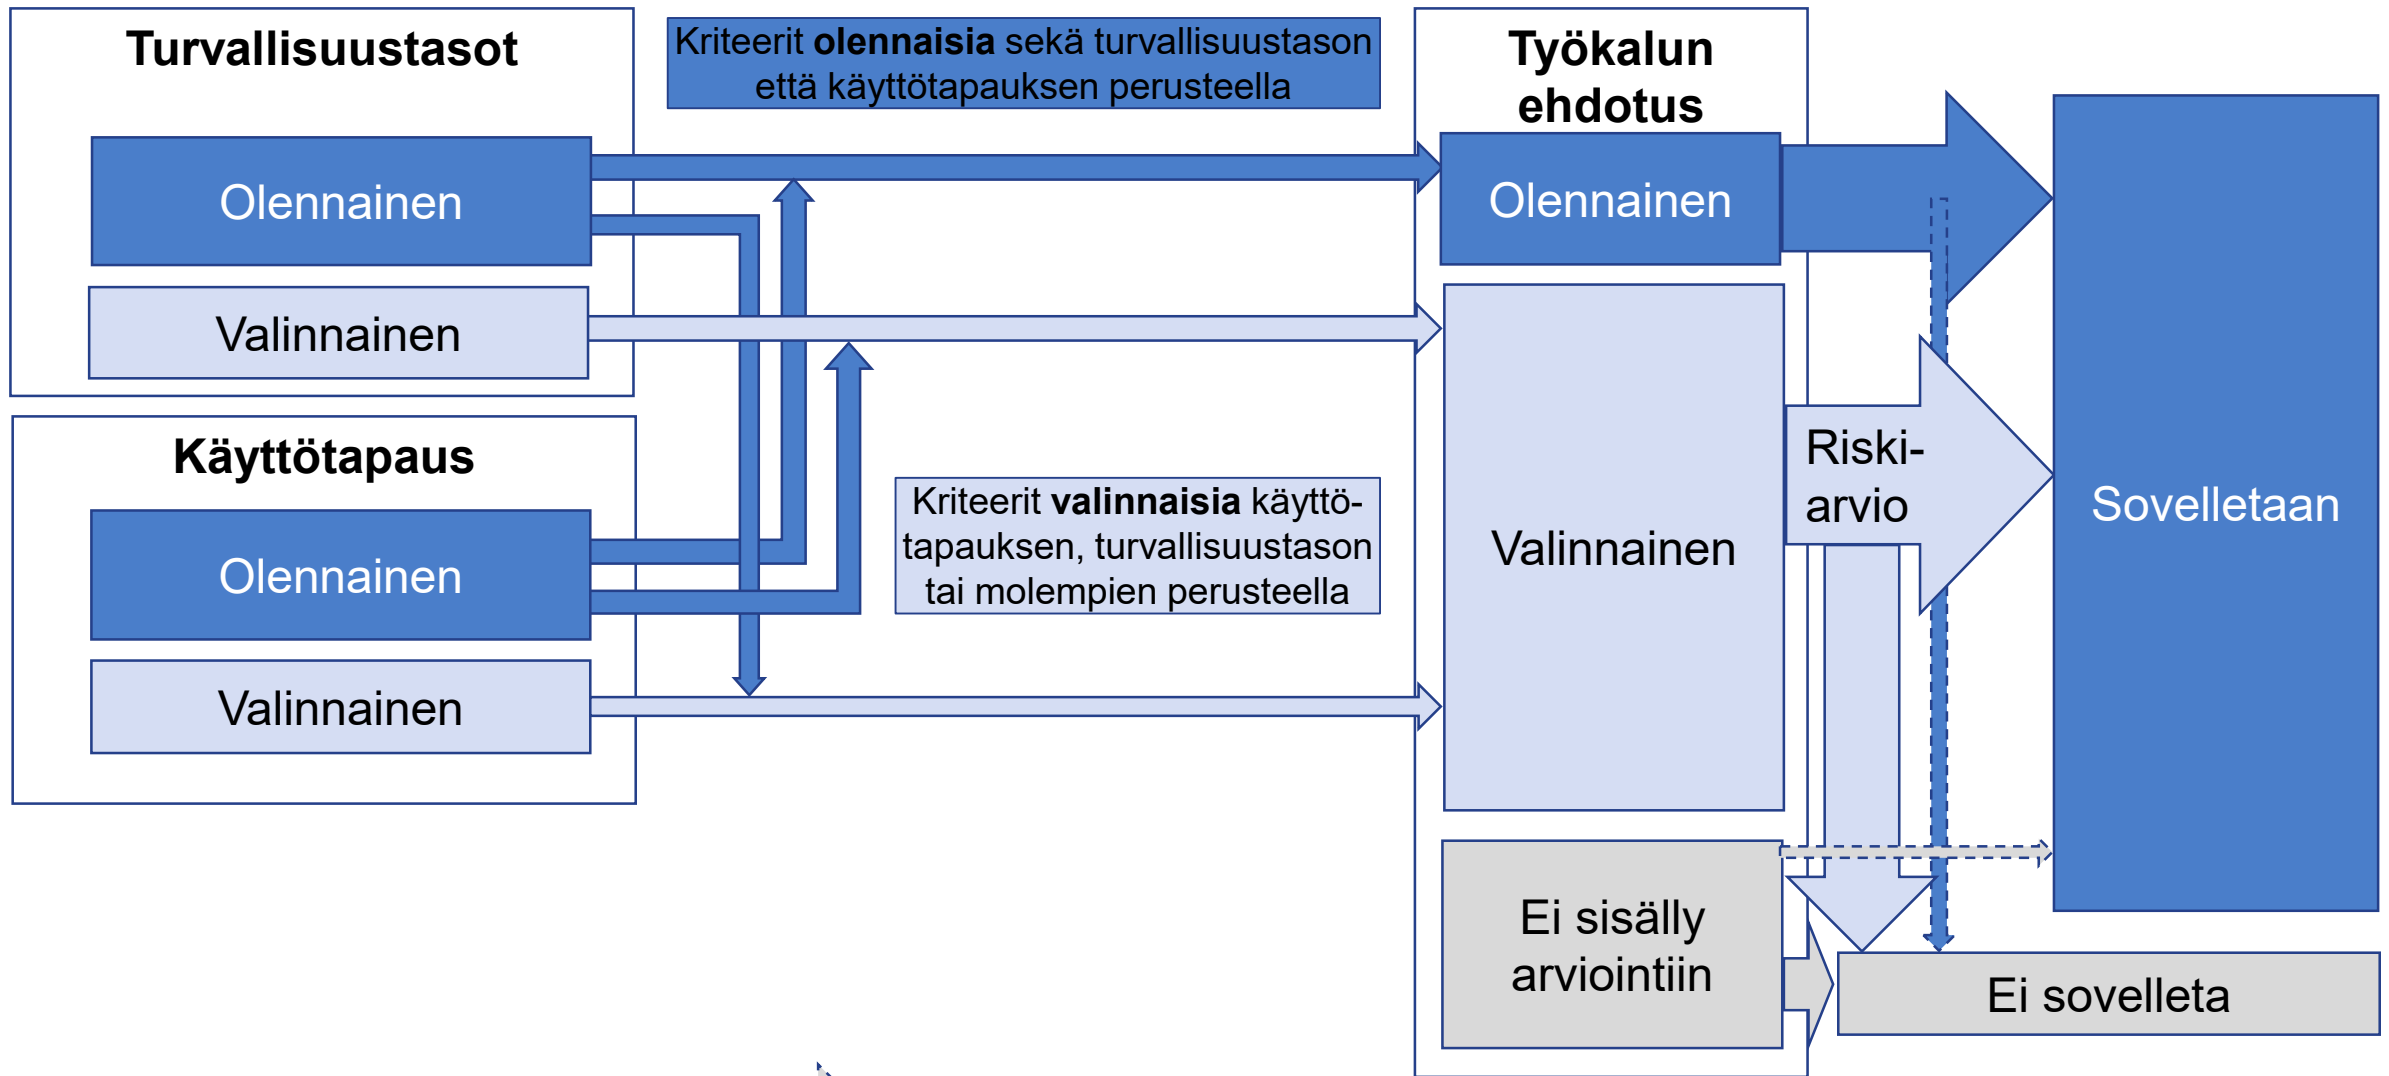 Turvallisuustasot
Olennainen
Valinnainen
Käyttötapaus
Olennainen
Valinnainen
Kriteerit olennaisia sekä turvallisuustason
että käyttötapauksen perusteella
Kriteerit valinnaisia käyttö-
tapauksen, turvallisuustason
tai molempien perusteella
Työkalun
ehdotus
Olennainen
Valinnainen
Ei sisälly
arviointiin
Riski-
arvio
Sovelletaan
Ei sovelleta